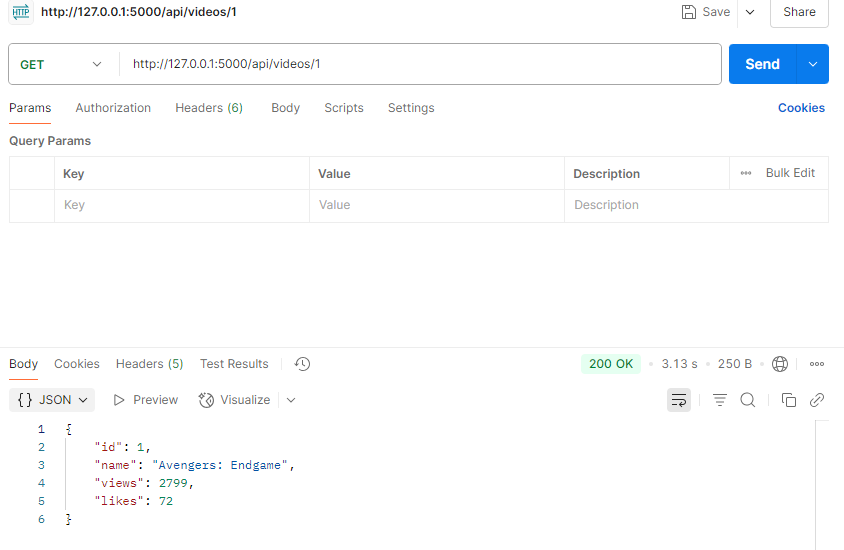 HTTP http://127.0.0.1:5000/api/videos/1 Save Share
GET http://127.0.0.1:5000/api/videos/1 Send
Params Authorization Headers (6) Body Scripts Settings Cookies
Query Params
Key Value Description Bulk Edit
Key Value Description
Body Cookies Headers (5) Test Results 200 OK 3.13 s 250 B
{} JSON Preview Visualize
1 {
2 "id": 1,
3 "name": "Avengers: Endgame",
4 "views": 2799,
5 "likes": 72
6 }